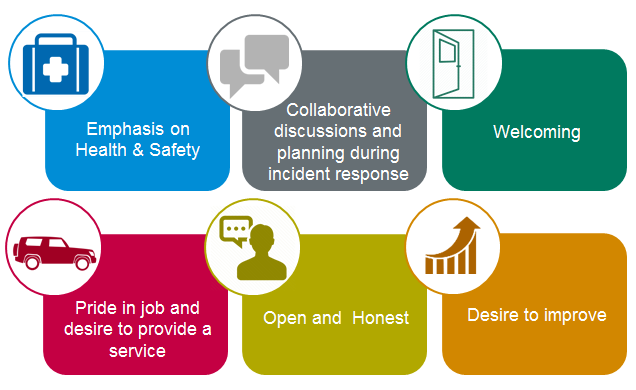 Emphasis on
Health & Safety
Collaborative
discussions and
planning during
incident response
Welcoming
Pride in job and
desire to provide a
service
Open and  Honest
Desire to improve